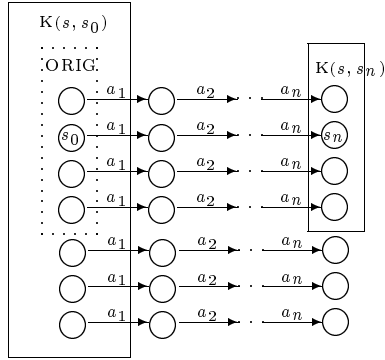 K(s, s₀)
ORIG K(s, sₙ)
a₁ a₂ · · aₙ
s₀ a₁ a₂ · · aₙ sₙ
a₁ a₂ · · aₙ
a₁ a₂ · · aₙ
a₁ a₂ · · aₙ
a₁ a₂ · · aₙ
a₁ a₂ · · aₙ